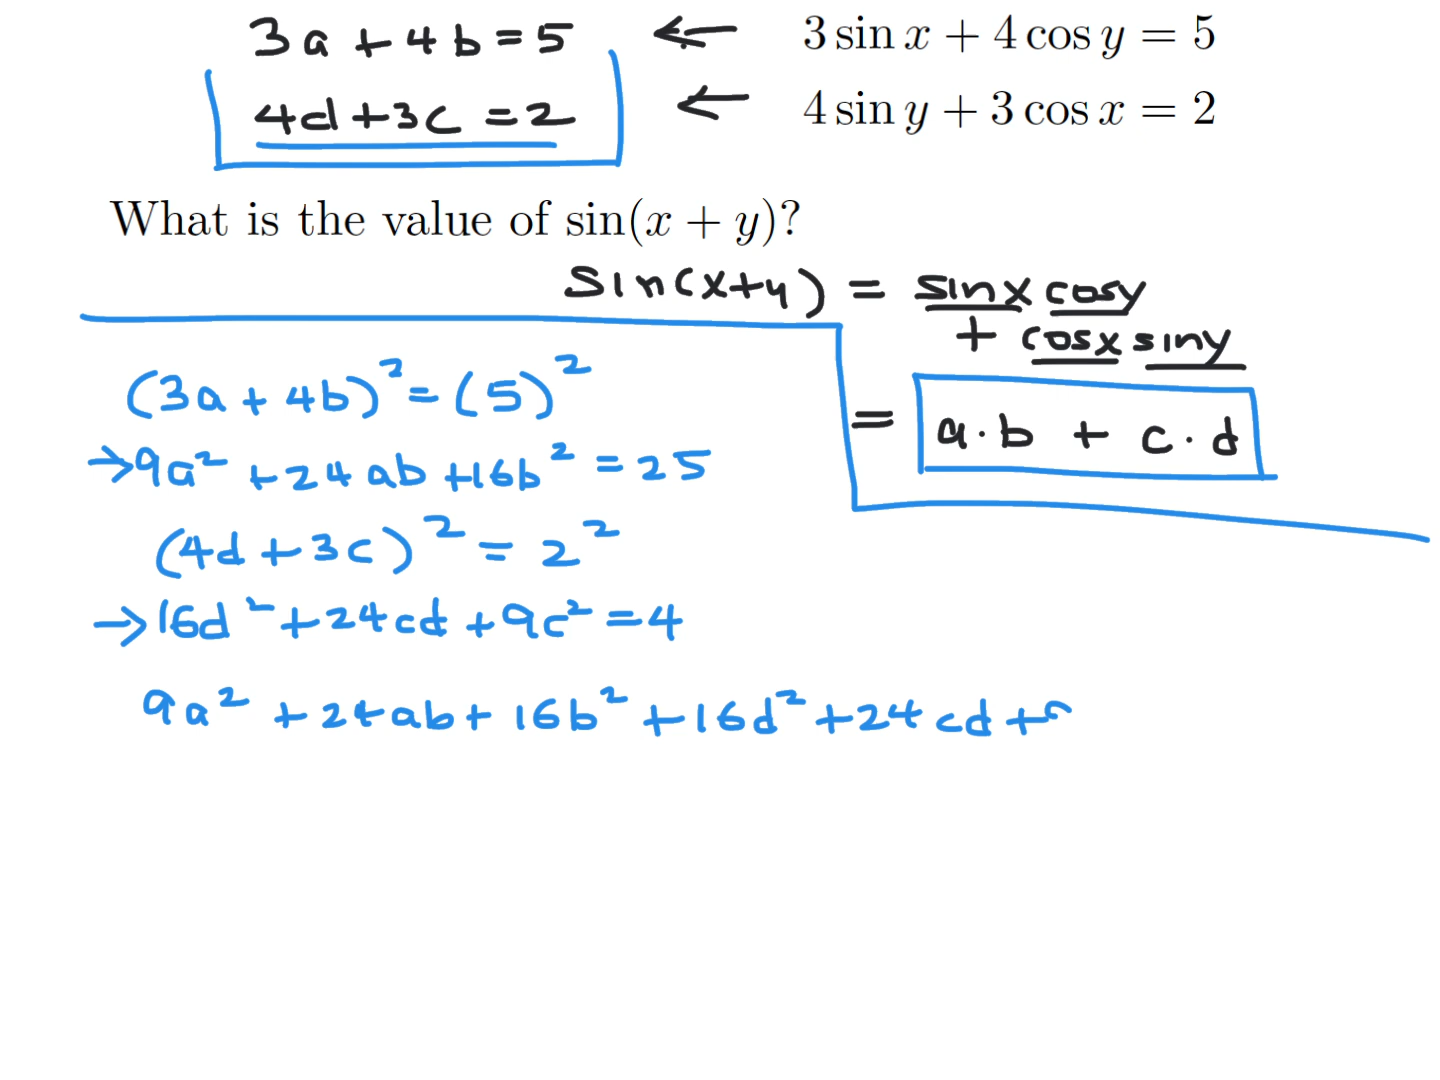 3a + 4b = 5 ← 3 sin x + 4 cos y = 5
4d + 3c = 2 ← 4 sin y + 3 cos x = 2
What is the value of sin(x + y)?
sin(x+y) = sinx cosy
+ cosx siny
= a·b + c·d
(3a + 4b)² = (5)²
→ 9a² + 24ab + 16b² = 25
(4d + 3c)² = 2²
→ 16d² + 24cd + 9c² = 4
9a² + 24ab + 16b² + 16d² + 24cd +